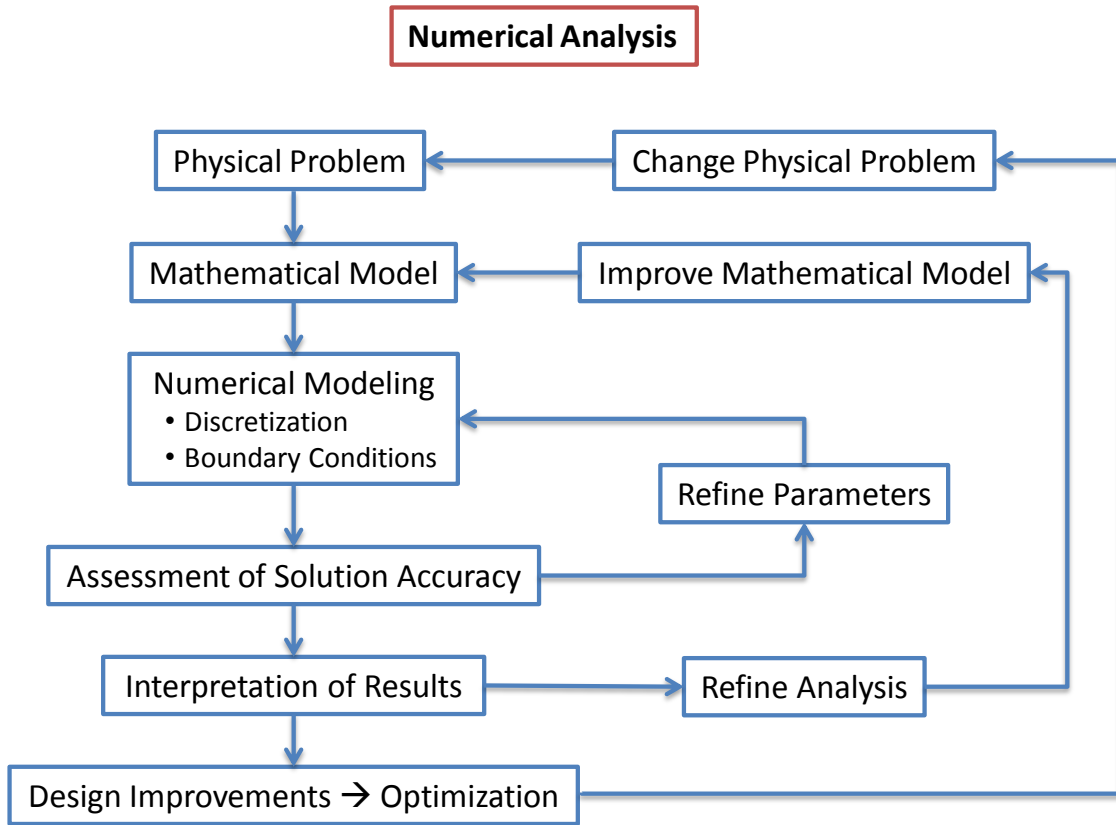 Numerical Analysis
Physical Problem
Change Physical Problem
Mathematical Model
Improve Mathematical Model
Numerical Modeling
• Discretization
• Boundary Conditions
Refine Parameters
Assessment of Solution Accuracy
Interpretation of Results
Refine Analysis
Design Improvements → Optimization